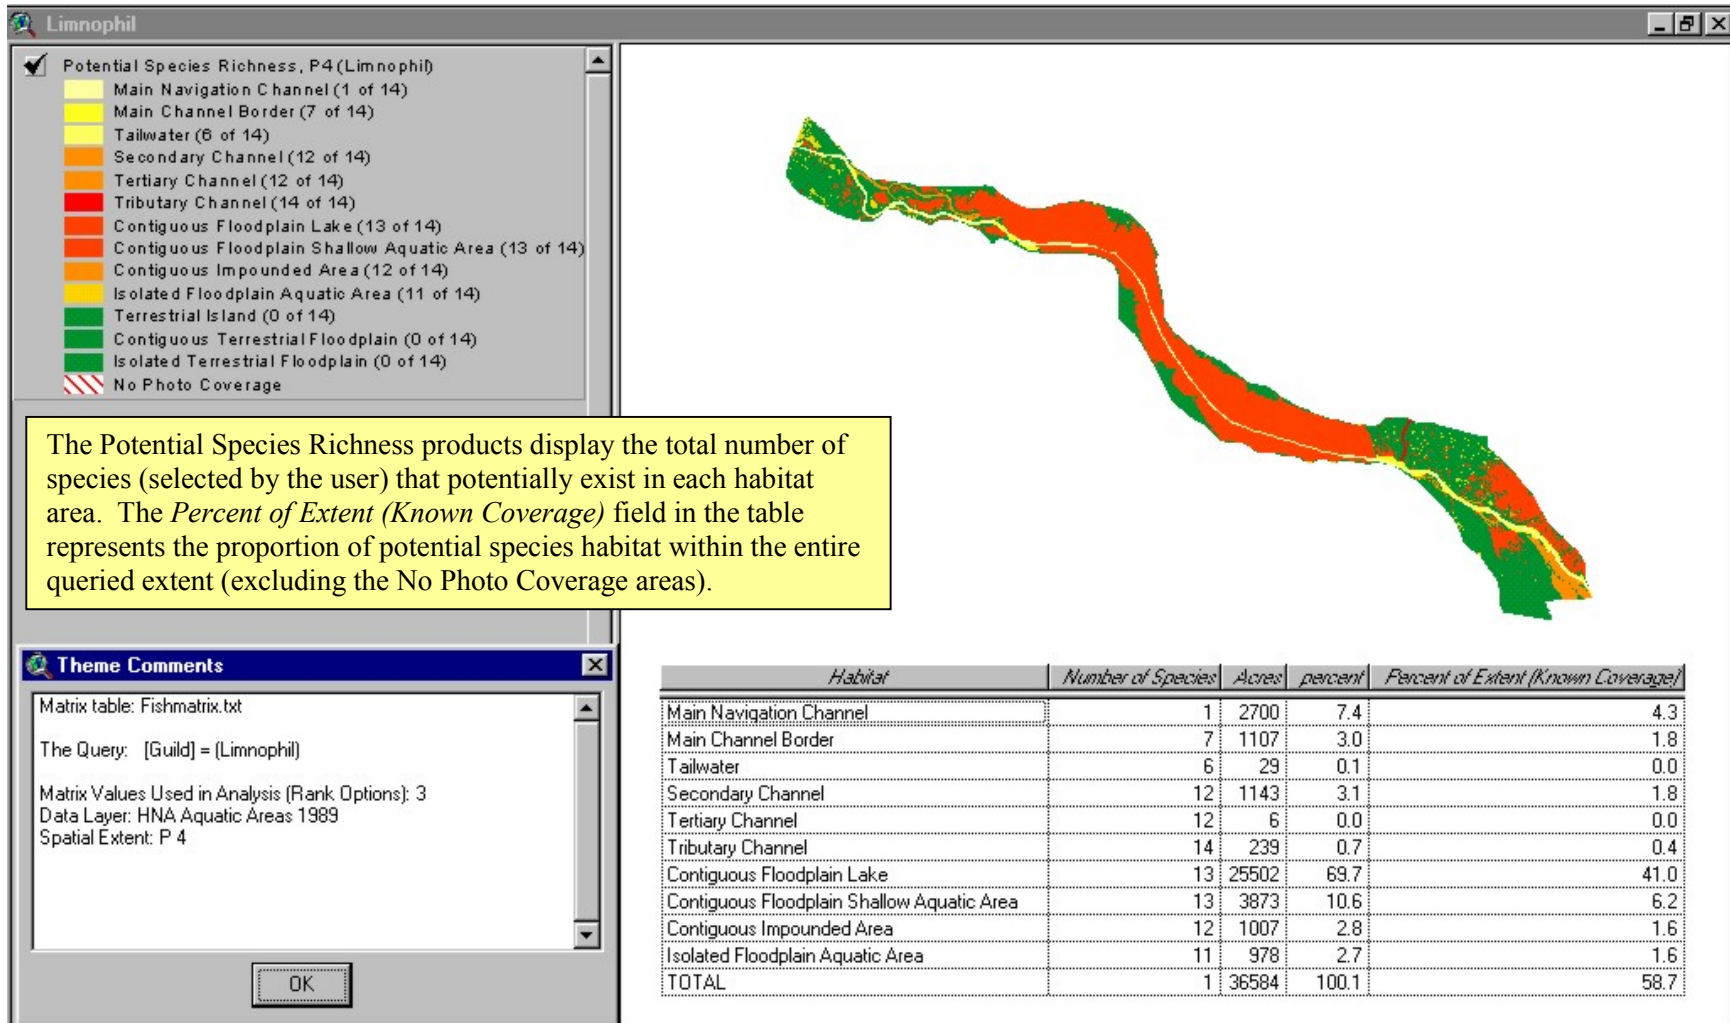 Limnophil
Potential Species Richness, P4 (Limnophil)
Main Navigation Channel (1 of 14)
Main Channel Border (7 of 14)
Tailwater (6 of 14)
Secondary Channel (12 of 14)
Tertiary Channel (12 of 14)
Tributary Channel (14 of 14)
Contiguous Floodplain Lake (13 of 14)
Contiguous Floodplain Shallow Aquatic Area (13 of 14)
Contiguous Impounded Area (12 of 14)
Isolated Floodplain Aquatic Area (11 of 14)
Terrestrial Island (0 of 14)
Contiguous Terrestrial Floodplain (0 of 14)
Isolated Terrestrial Floodplain (0 of 14)
No Photo Coverage
The Potential Species Richness products display the total number of
species (selected by the user) that potentially exist in each habitat
area. The Percent of Extent (Known Coverage) field in the table
represents the proportion of potential species habitat within the entire
queried extent (excluding the No Photo Coverage areas).
Theme Comments
Matrix table: Fishmatrix.txt
The Query: [Guild] = (Limnophil)
Matrix Values Used in Analysis (Rank Options): 3
Data Layer: HNA Aquatic Areas 1989
Spatial Extent: P 4
OK
Habitat Number of Species Acres percent Percent of Extent (Known Coverage)
Main Navigation Channel 1 2700 7.4 4.3
Main Channel Border 7 1107 3.0 1.8
Tailwater 6 29 0.1 0.0
Secondary Channel 12 1143 3.1 1.8
Tertiary Channel 12 6 0.0 0.0
Tributary Channel 14 239 0.7 0.4
Contiguous Floodplain Lake 13 25502 69.7 41.0
Contiguous Floodplain Shallow Aquatic Area 13 3873 10.6 6.2
Contiguous Impounded Area 12 1007 2.8 1.6
Isolated Floodplain Aquatic Area 11 978 2.7 1.6
TOTAL 1 36584 100.1 58.7